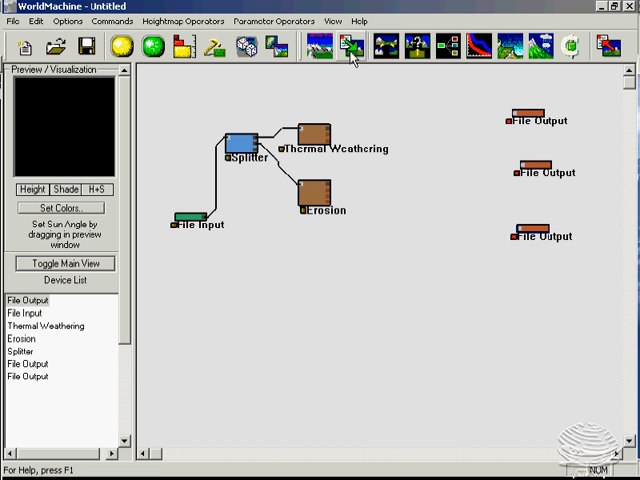 WorldMachine - Untitled
File Options Commands Heightmap Operators Parameter Operators View Help
Preview / Visualization
Height Shade H+S
Set Colors..
Set Sun Angle by
dragging in preview
window
Toggle Main View
Device List
File Output
File Input
Thermal Weathering
Erosion
Splitter
File Output
File Output
File Output
Thermal Weathering
Splitter
File Output
Erosion
File Input
File Output
For Help, press F1
NUM